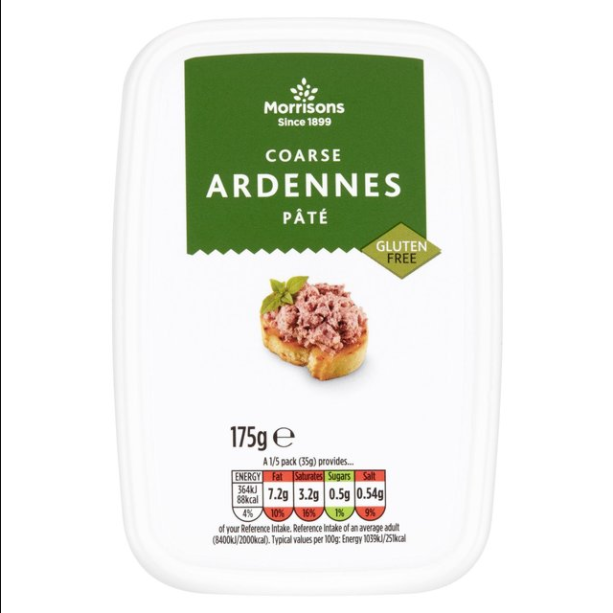 Morrisons
Since 1899
COARSE
ARDENNES
PÂTÉ
GLUTEN
FREE
175g ℮
A 1/5 pack (35g) provides...
ENERGY Fat Saturates Sugars Salt
364kJ
88kcal 7.2g 3.2g 0.5g 0.54g
4% 10% 16% 1% 9%
of your Reference Intake. Reference Intake of an average adult
(8400kJ/2000kcal). Typical values per 100g: Energy 1039kJ/251kcal